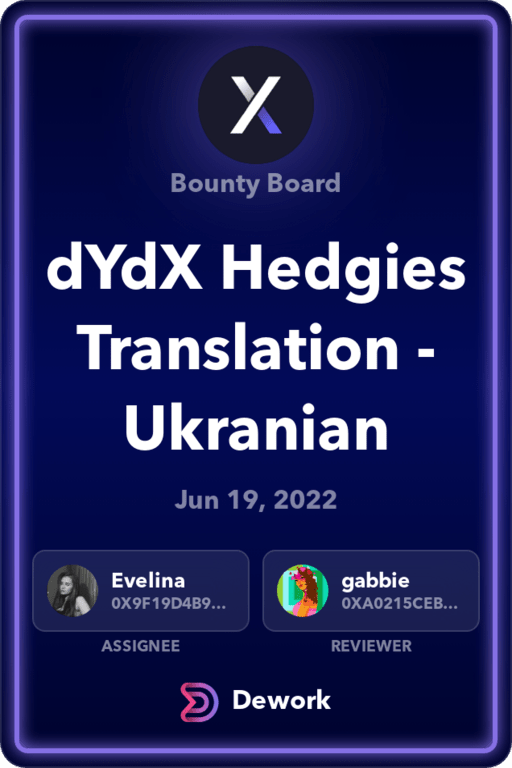 Bounty Board
dYdX Hedgies
Translation -
Ukranian
Jun 19, 2022
Evelina
0X9F19D4B9...
ASSIGNEE
gabbie
0XA0215CEB...
REVIEWER
Dework